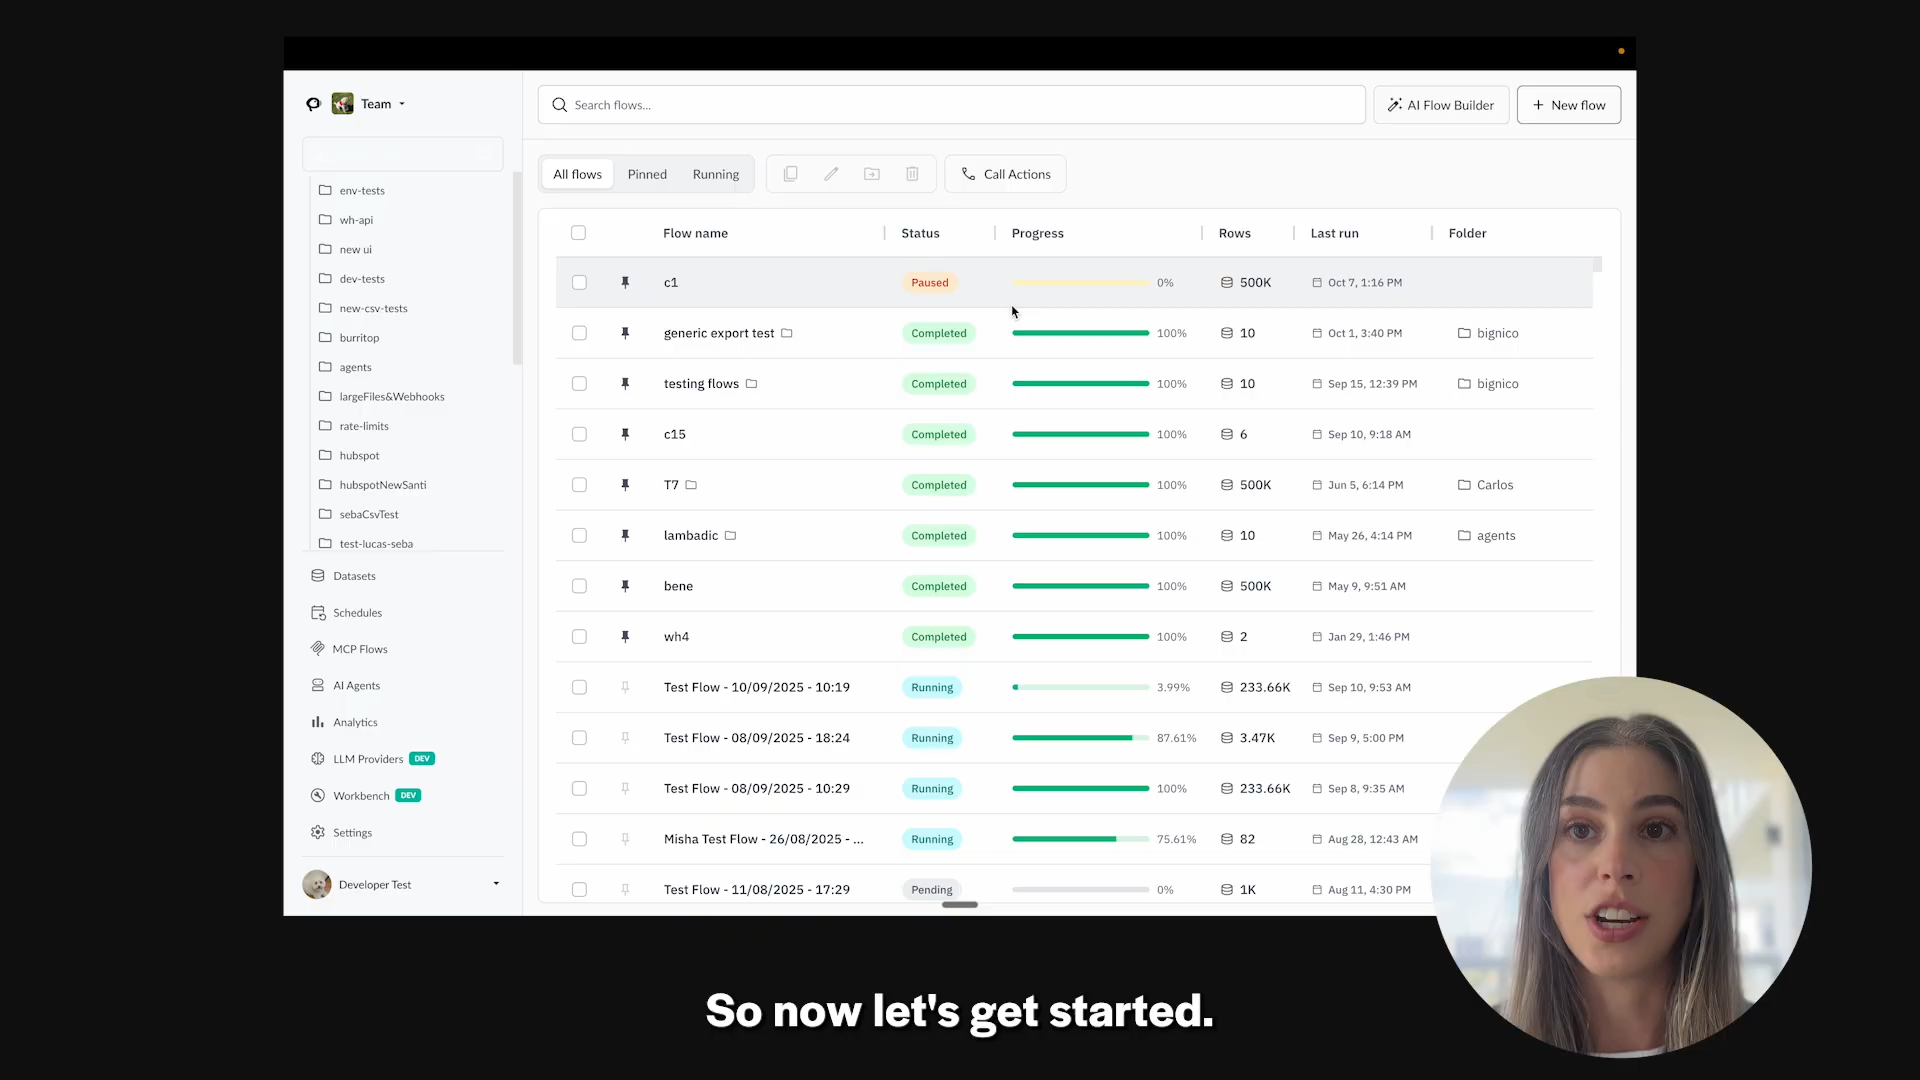 Team
Search flows...
AI Flow Builder
New flow
env-tests
wh-api
new ui
dev-tests
new-csv-tests
burritop
agents
largeFiles&Webhooks
rate-limits
hubspot
hubspotNewSanti
sebaCsvTest
test-lucas-seba
Datasets
Schedules
MCP Flows
AI Agents
Analytics
LLM Providers DEV
Workbench DEV
Settings
Developer Test
All flows Pinned Running
Call Actions
Flow name Status Progress Rows Last run Folder
c1 Paused 0% 500K Oct 7, 1:16 PM
generic export test Completed 100% 10 Oct 1, 3:40 PM bignico
testing flows Completed 100% 10 Sep 15, 12:39 PM bignico
c15 Completed 100% 6 Sep 10, 9:18 AM
T7 Completed 100% 500K Jun 5, 6:14 PM Carlos
lambadic Completed 100% 10 May 26, 4:14 PM agents
bene Completed 100% 500K May 9, 9:51 AM
wh4 Completed 100% 2 Jan 29, 1:46 PM
Test Flow - 10/09/2025 - 10:19 Running 3.99% 233.66K Sep 10, 9:53 AM
Test Flow - 08/09/2025 - 18:24 Running 87.61% 3.47K Sep 9, 5:00 PM
Test Flow - 08/09/2025 - 10:29 Running 100% 233.66K Sep 8, 9:35 AM
Misha Test Flow - 26/08/2025 - ... Running 75.61% 82 Aug 28, 12:43 AM
Test Flow - 11/08/2025 - 17:29 Pending 0% 1K Aug 11, 4:30 PM
So now let's get started.